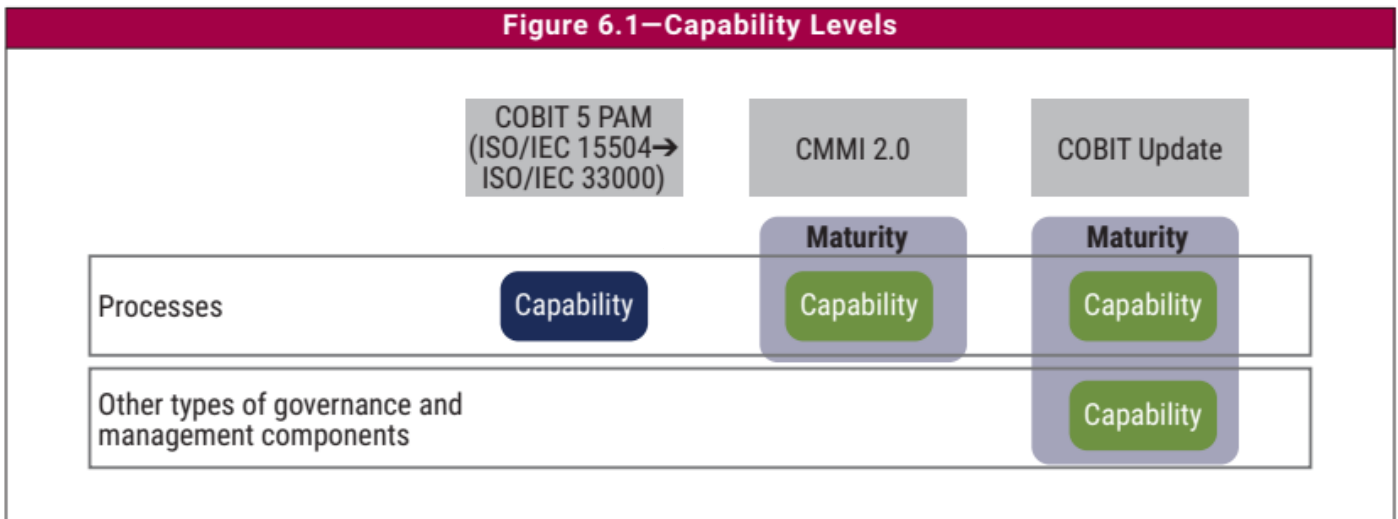 Figure 6.1—Capability Levels
COBIT 5 PAM
(ISO/IEC 15504➔
ISO/IEC 33000)
CMMI 2.0
COBIT Update
Maturity
Maturity
Processes
Capability
Capability
Capability
Other types of governance and
management components
Capability